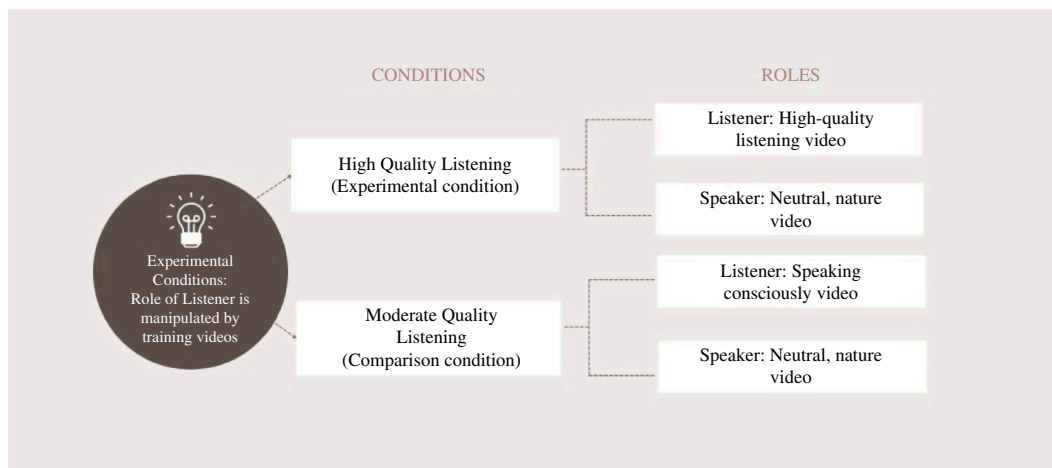 CONDITIONS
ROLES
Experimental
Conditions:
Role of Listener is
manipulated by
training videos
High Quality Listening
(Experimental condition)
Listener: High-quality
listening video
Speaker: Neutral, nature
video
Moderate Quality
Listening
(Comparison condition)
Listener: Speaking
consciously video
Speaker: Neutral, nature
video